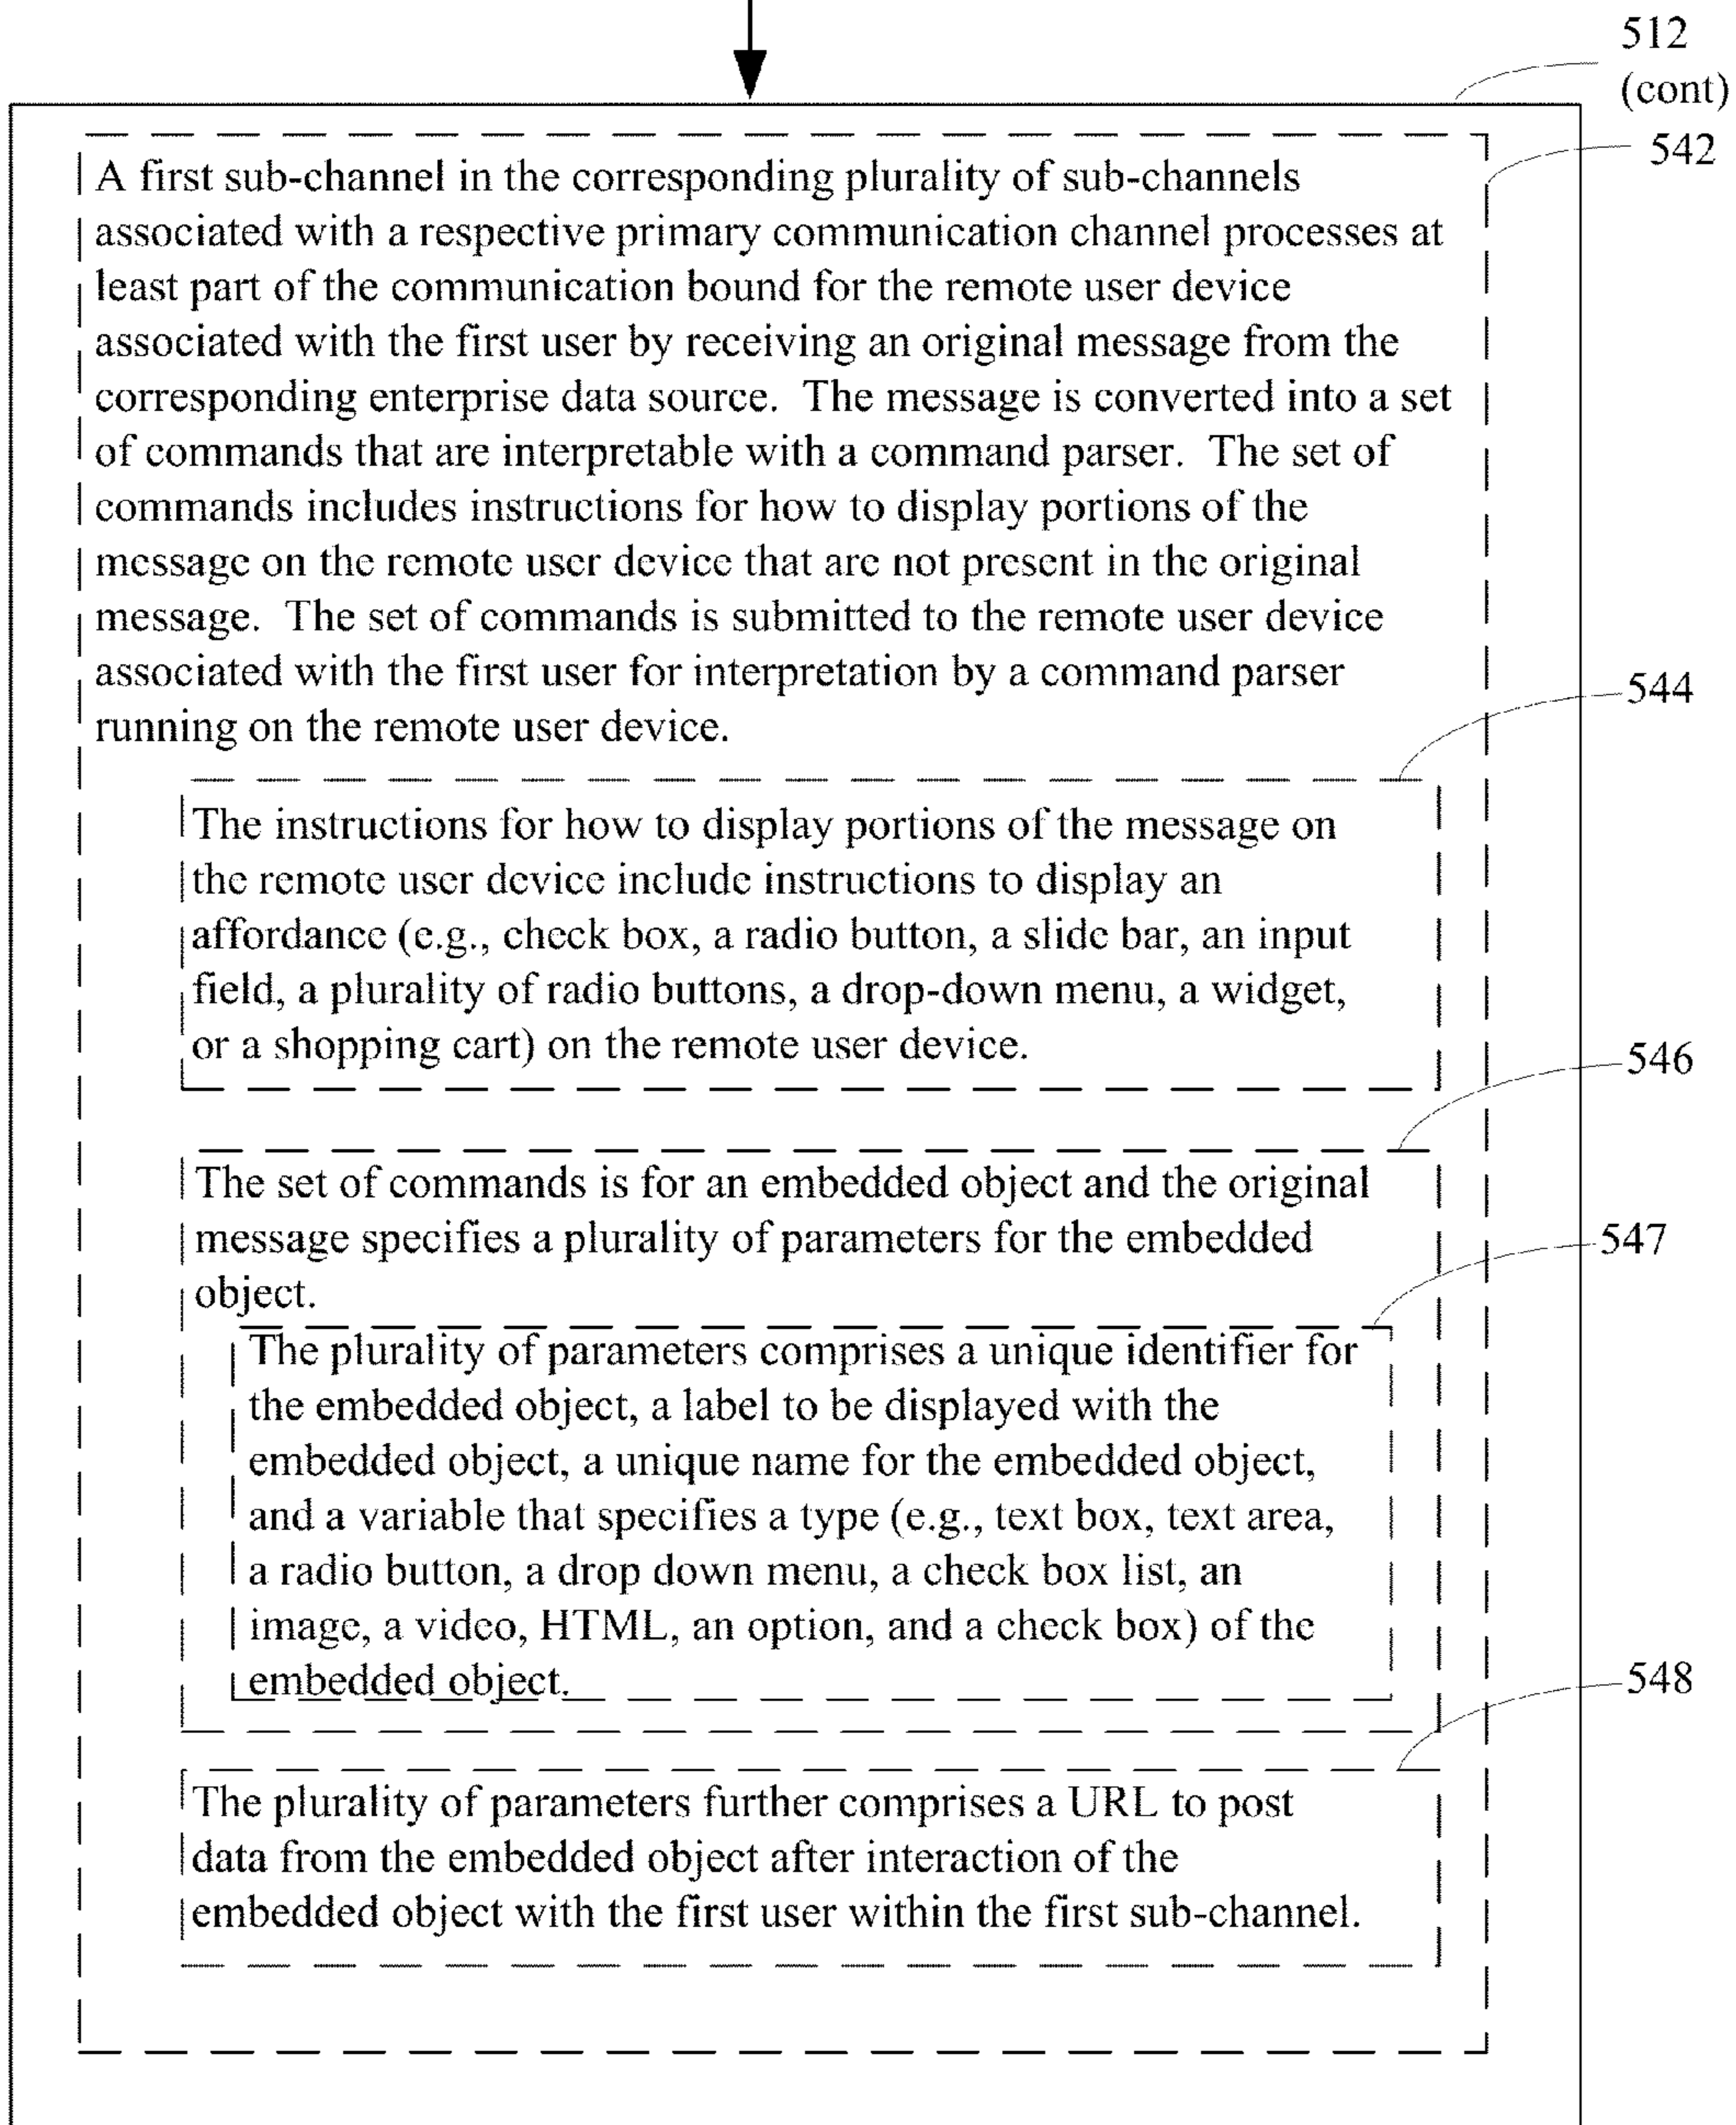 512
(cont)
542
A first sub-channel in the corresponding plurality of sub-channels
associated with a respective primary communication channel processes at
least part of the communication bound for the remote user device
associated with the first user by receiving an original message from the
corresponding enterprise data source.  The message is converted into a set
of commands that are interpretable with a command parser.  The set of
commands includes instructions for how to display portions of the
message on the remote user device that are not present in the original
message.  The set of commands is submitted to the remote user device
associated with the first user for interpretation by a command parser
running on the remote user device.
544
The instructions for how to display portions of the message on
the remote user device include instructions to display an
affordance (e.g., check box, a radio button, a slide bar, an input
field, a plurality of radio buttons, a drop-down menu, a widget,
or a shopping cart) on the remote user device.
546
The set of commands is for an embedded object and the original
message specifies a plurality of parameters for the embedded
object.
547
The plurality of parameters comprises a unique identifier for
the embedded object, a label to be displayed with the
embedded object, a unique name for the embedded object,
and a variable that specifies a type (e.g., text box, text area,
a radio button, a drop down menu, a check box list, an
image, a video, HTML, an option, and a check box) of the
embedded object.
548
The plurality of parameters further comprises a URL to post
data from the embedded object after interaction of the
embedded object with the first user within the first sub-channel.